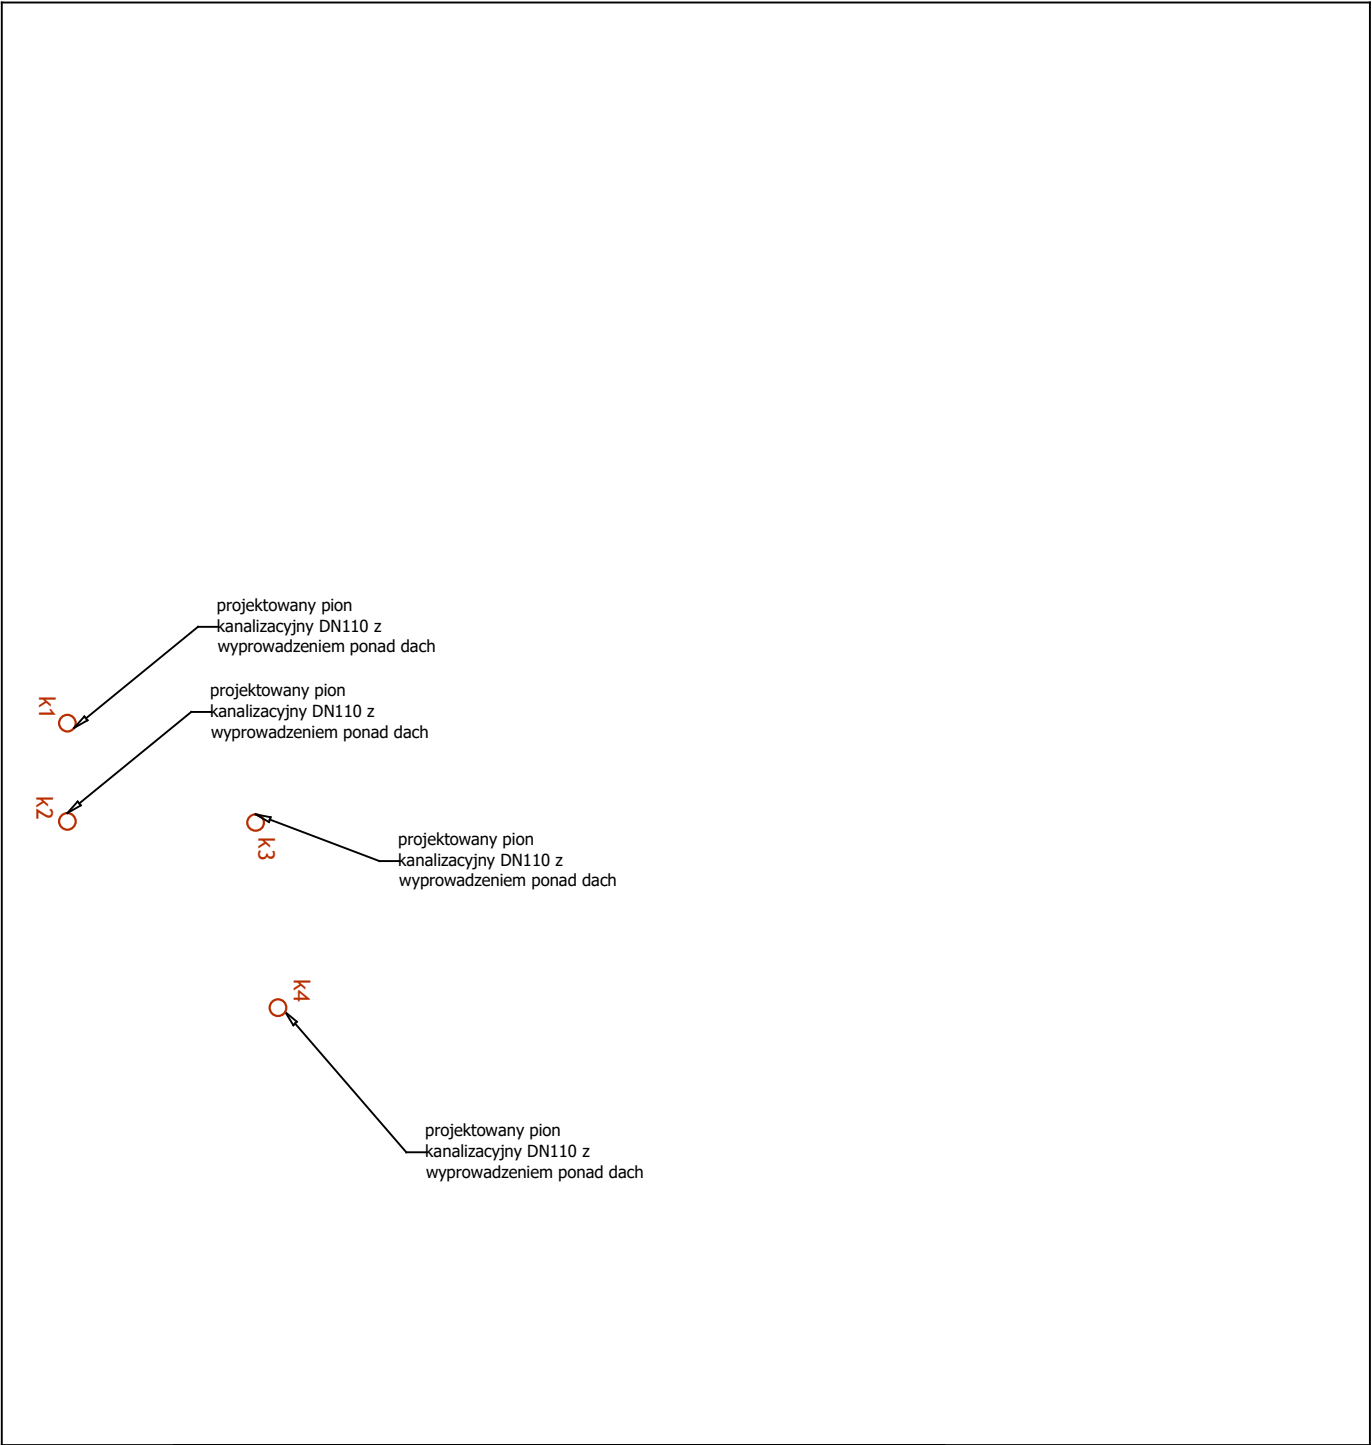 projektowany pion
kanalizacyjny DN110 z
wyprowadzeniem ponad dach
k1
projektowany pion
kanalizacyjny DN110 z
wyprowadzeniem ponad dach
k2
k3
projektowany pion
kanalizacyjny DN110 z
wyprowadzeniem ponad dach
k4
projektowany pion
kanalizacyjny DN110 z
wyprowadzeniem ponad dach